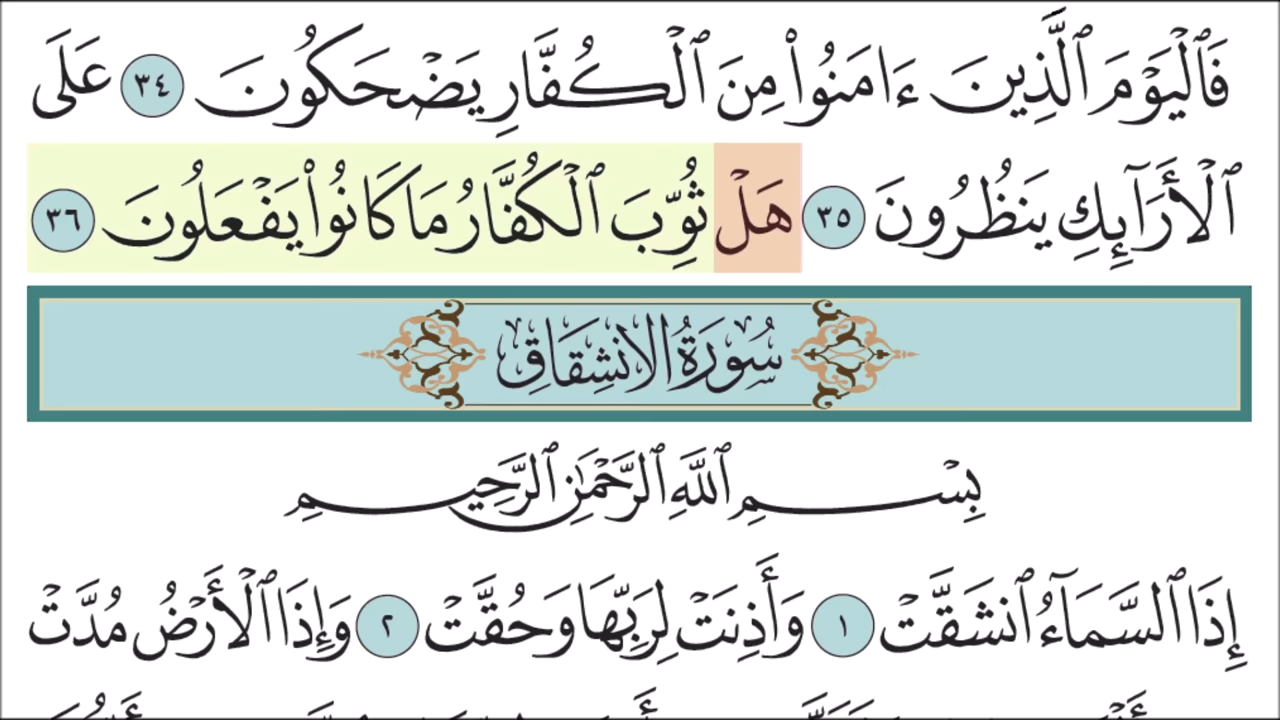 فَٱلْيَوْمَ ٱلَّذِينَ ءَامَنُوا۟ مِنَ ٱلْكُفَّارِ يَضْحَكُونَ ٣٤ عَلَى
ٱلْأَرَآئِكِ يَنظُرُونَ ٣٥ هَلْ ثُوِّبَ ٱلْكُفَّارُ مَا كَانُوا۟ يَفْعَلُونَ ٣٦
سُورَةُ الانشِقَاقِ
بِسْمِ ٱللَّهِ ٱلرَّحْمَٰنِ ٱلرَّحِيمِ
إِذَا ٱلسَّمَآءُ ٱنشَقَّتْ ١ وَأَذِنَتْ لِرَبِّهَا وَحُقَّتْ ٢ وَإِذَا ٱلْأَرْضُ مُدَّتْ